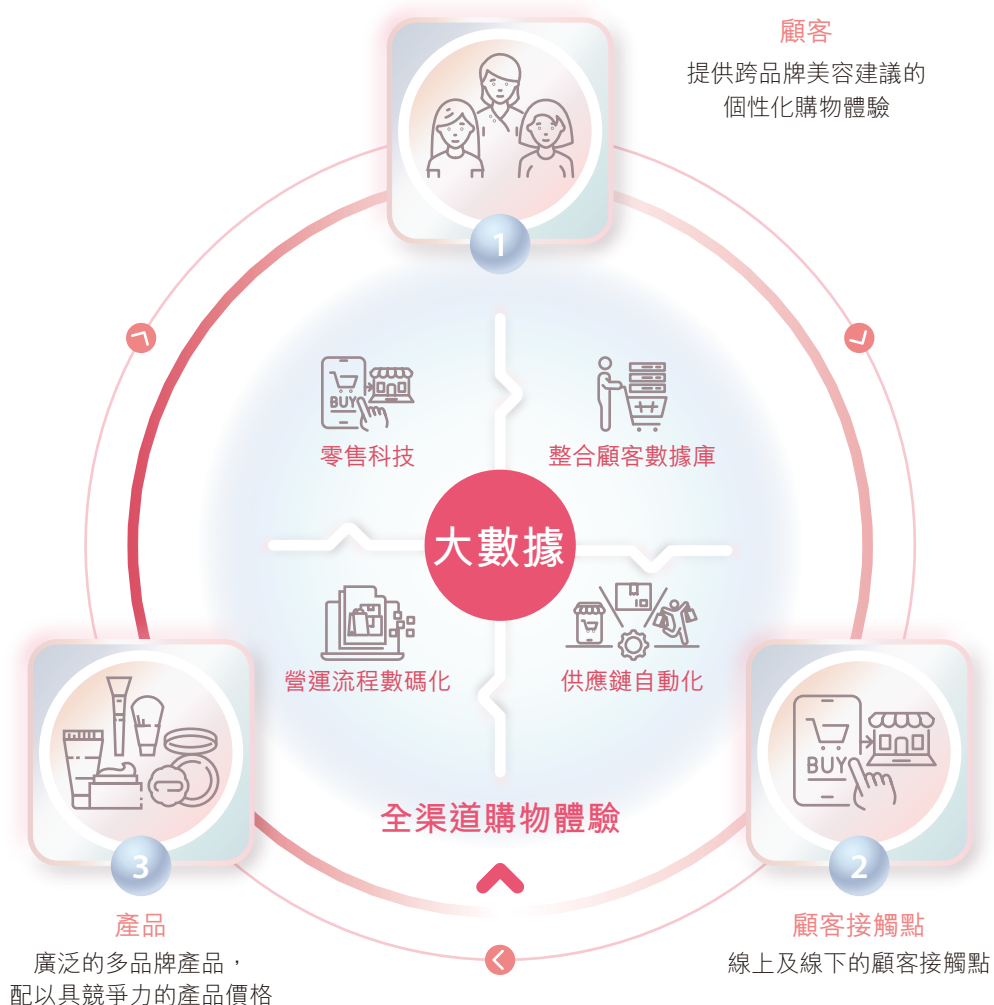 顧客
提供跨品牌美容建議的
個性化購物體驗
1
BUY
零售科技
整合顧客數據庫
大數據
營運流程數碼化
供應鏈自動化
全渠道購物體驗
BUY
3
產品
廣泛的多品牌產品，
配以具競爭力的產品價格
2
顧客接觸點
線上及線下的顧客接觸點